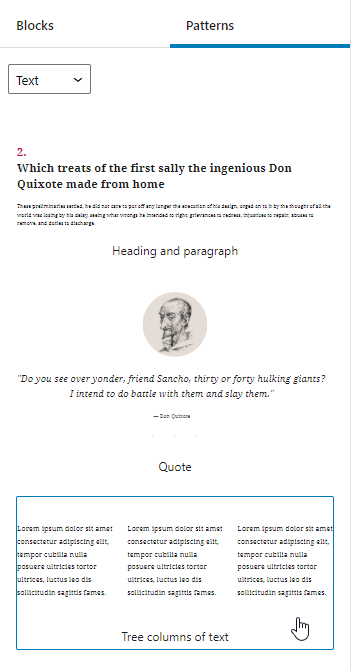 Blocks
Patterns
Text
2.
Which treats of the first sally the ingenious Don
Quixote made from home
These preliminaries settled, he did not care to put off any longer the execution of his design, urged on to it by the thought of all the
world was losing by his delay, seeing what wrongs he intended to right, grievances to redress, injustices to repair, abuses to
remove, and duties to discharge.
Heading and paragraph
"Do you see over yonder, friend Sancho, thirty or forty hulking giants?
I intend to do battle with them and slay them."
— Don Quixote
Quote
Lorem ipsum dolor sit amet
consectetur adipiscing elit,
tempor cubilia nulla
posuere ultricies tortor
ultrices, luctus leo dis
sollicitudin sagittis fames.
Lorem ipsum dolor sit amet
consectetur adipiscing elit,
tempor cubilia nulla
posuere ultricies tortor
ultrices, luctus leo dis
sollicitudin sagittis fames.
Lorem ipsum dolor sit amet
consectetur adipiscing elit,
tempor cubilia nulla
posuere ultricies tortor
ultrices, luctus leo dis
sollicitudin sagittis fames.
Tree columns of text